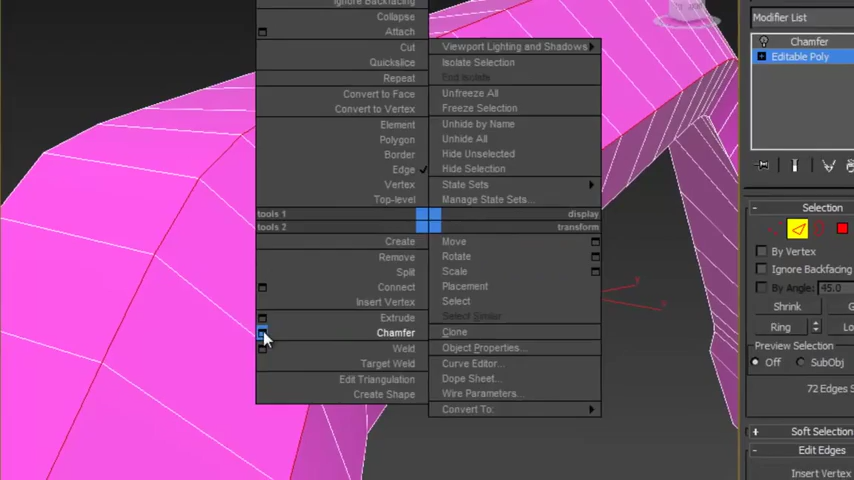 Ignore Backfacing
Collapse
Attach
Cut
Quickslice
Repeat
Convert to Face
Convert to Vertex
Element
Polygon
Border
Edge
Vertex
Top-level
tools 1
tools 2
Create
Remove
Split
Connect
Insert Vertex
Extrude
Chamfer
Weld
Target Weld
Edit Triangulation
Create Shape
Viewport Lighting and Shadows
Isolate Selection
End Isolate
Unfreeze All
Freeze Selection
Unhide by Name
Unhide All
Hide Unselected
Hide Selection
State Sets
Manage State Sets...
display
transform
Move
Rotate
Scale
Placement
Select
Select Similar
Clone
Object Properties...
Curve Editor...
Dope Sheet...
Wire Parameters...
Convert To:
Modifier List
Chamfer
Editable Poly
- Selection
By Vertex
Ignore Backfacing
By Angle: 45.0
Shrink G
Ring
Preview Selection
Off SubObj
72 Edges Sel
+ Soft Selection
- Edit Edges
Insert Vertex